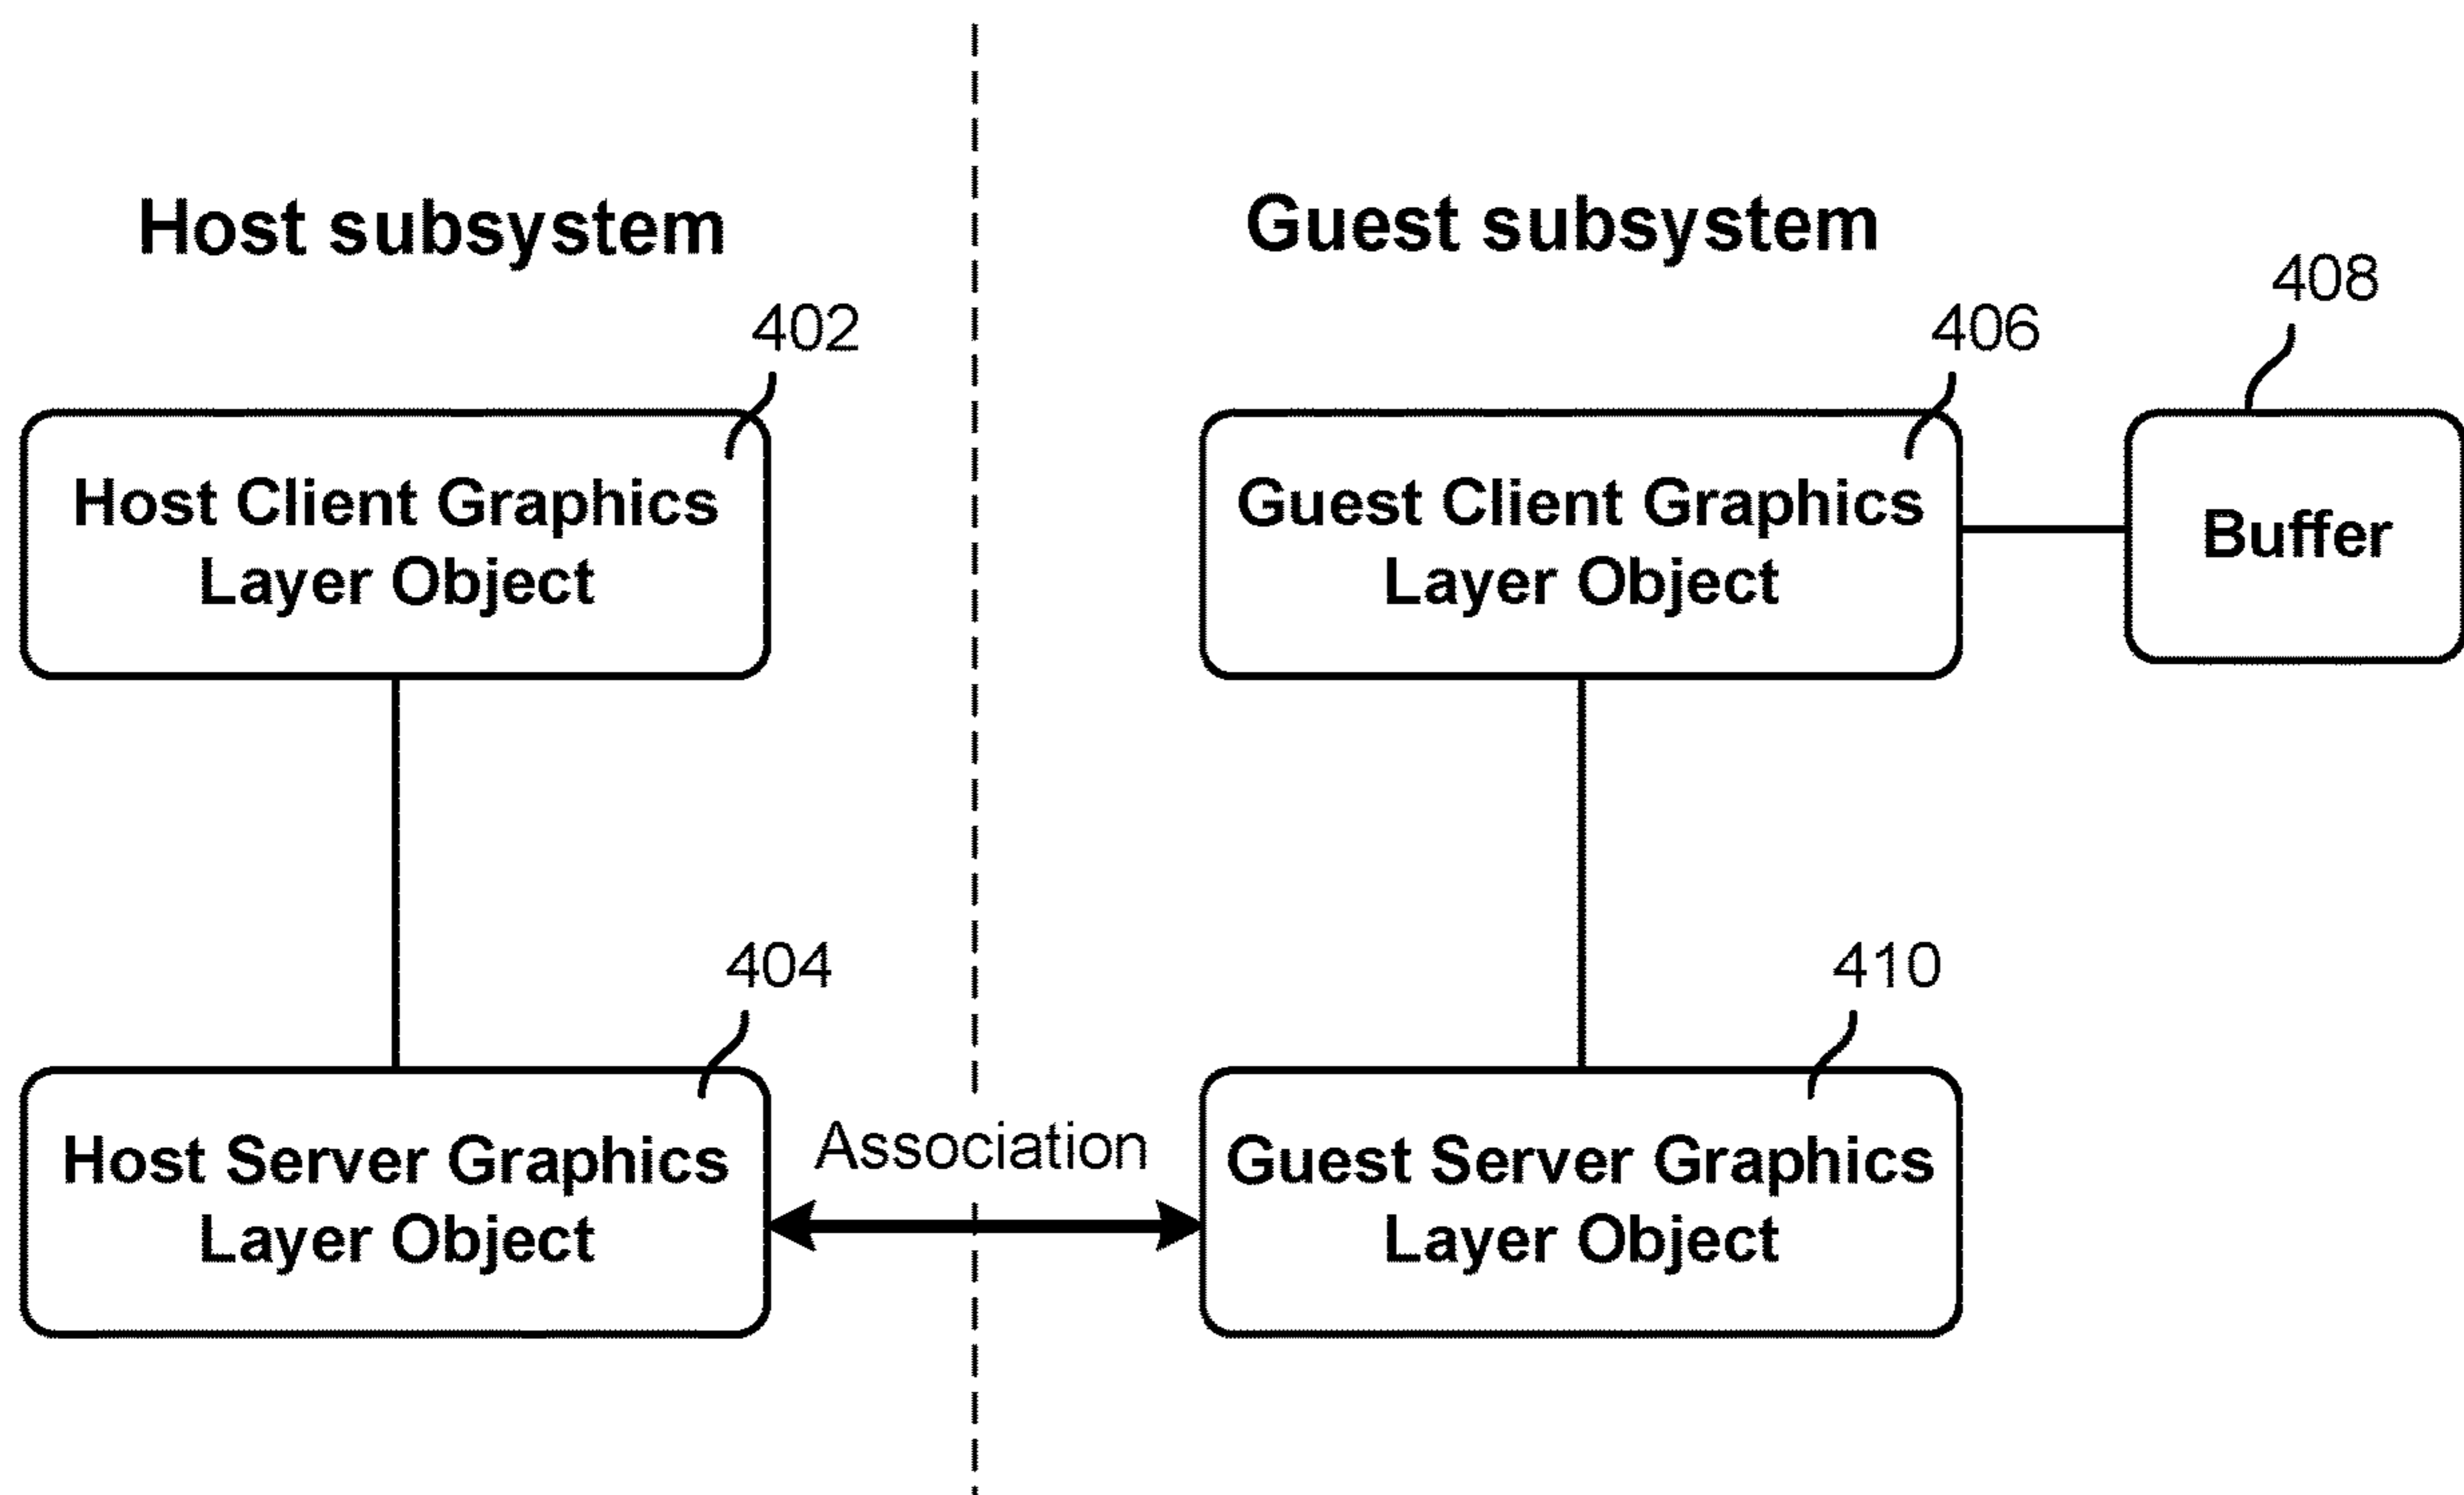 Host subsystem
Guest subsystem
408
402
406
Host Client Graphics
Layer Object
Guest Client Graphics
Layer Object
Buffer
404
410
Host Server Graphics
Layer Object
Association
Guest Server Graphics
Layer Object